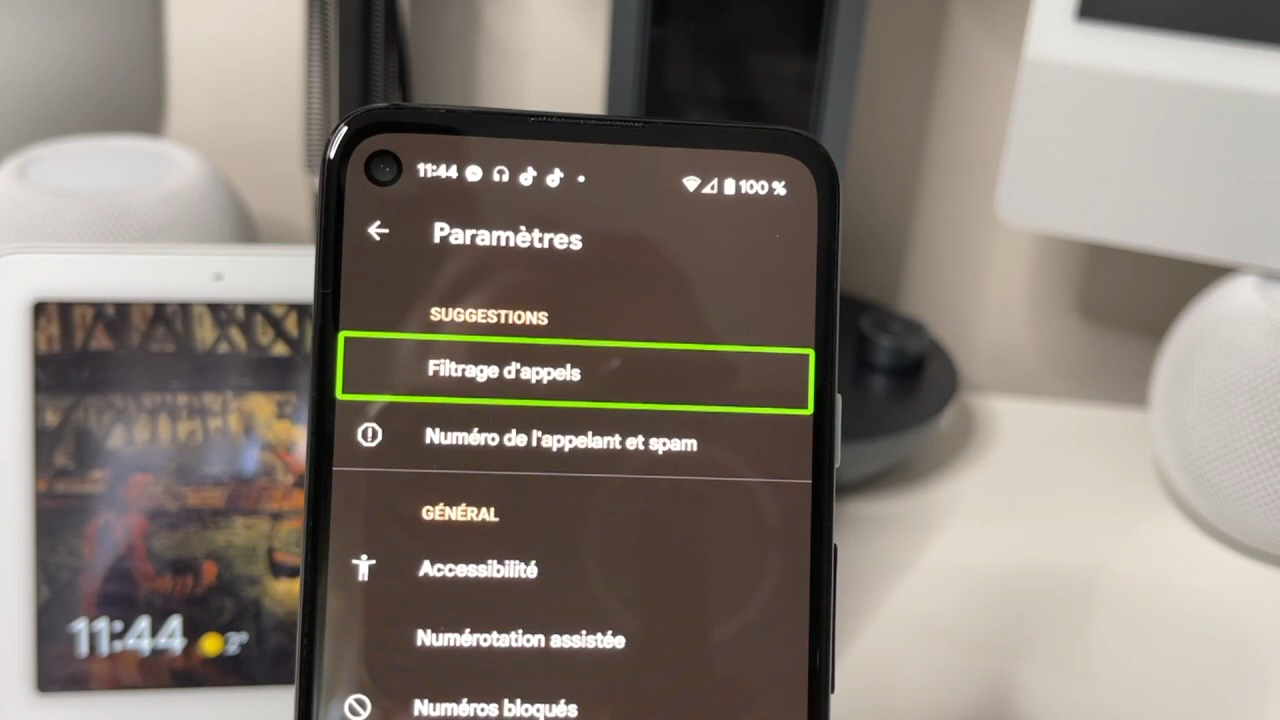 11:44
100 %
Paramètres
SUGGESTIONS
Filtrage d'appels
Numéro de l'appelant et spam
GÉNÉRAL
Accessibilité
Numérotation assistée
Numéros bloqués
11:44 2°